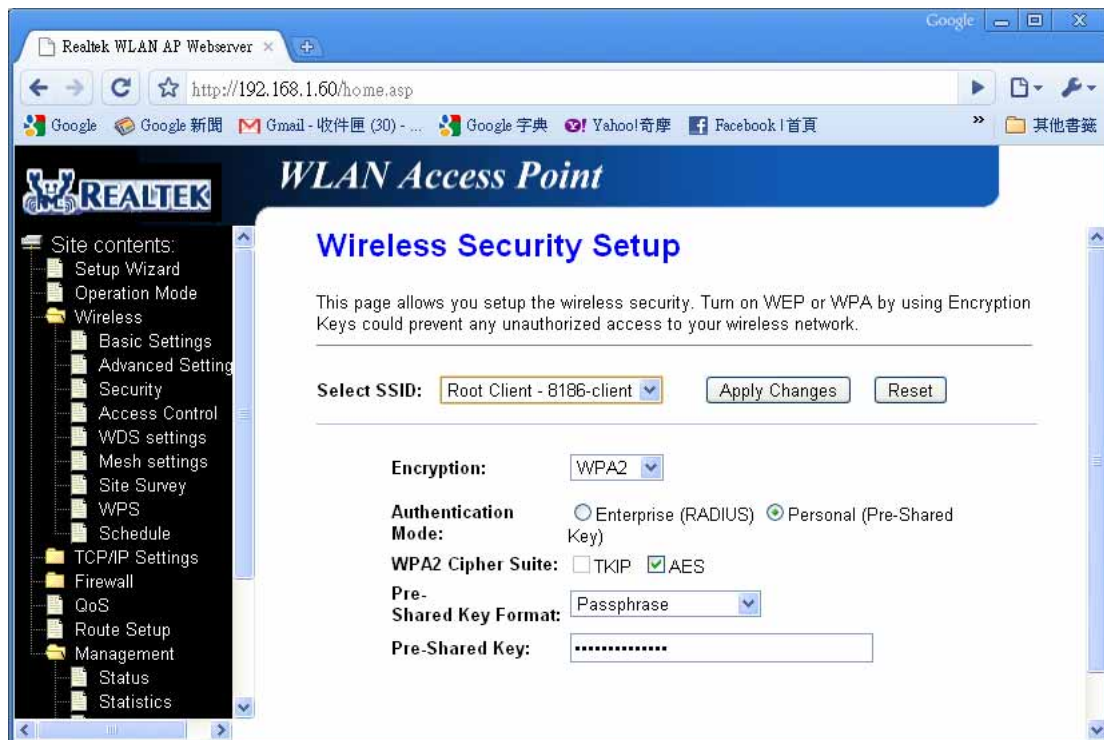 Google
Realtek WLAN AP Webserver
http://192.168.1.60/home.asp
Google Google 新聞 Gmail - 收件匣 (30) - ... Google 字典 Yahoo!奇摩 Facebook | 首頁 » 其他書籤
REALTEK
WLAN Access Point
Site contents:
Setup Wizard
Operation Mode
Wireless
Basic Settings
Advanced Setting
Security
Access Control
WDS settings
Mesh settings
Site Survey
WPS
Schedule
TCP/IP Settings
Firewall
QoS
Route Setup
Management
Status
Statistics
Wireless Security Setup
This page allows you setup the wireless security. Turn on WEP or WPA by using Encryption
Keys could prevent any unauthorized access to your wireless network.
Select SSID: Root Client - 8186-client Apply Changes Reset
Encryption: WPA2
Authentication Mode: Enterprise (RADIUS) Personal (Pre-Shared Key)
WPA2 Cipher Suite: TKIP AES
Pre-Shared Key Format: Passphrase
Pre-Shared Key: ••••••••••••••